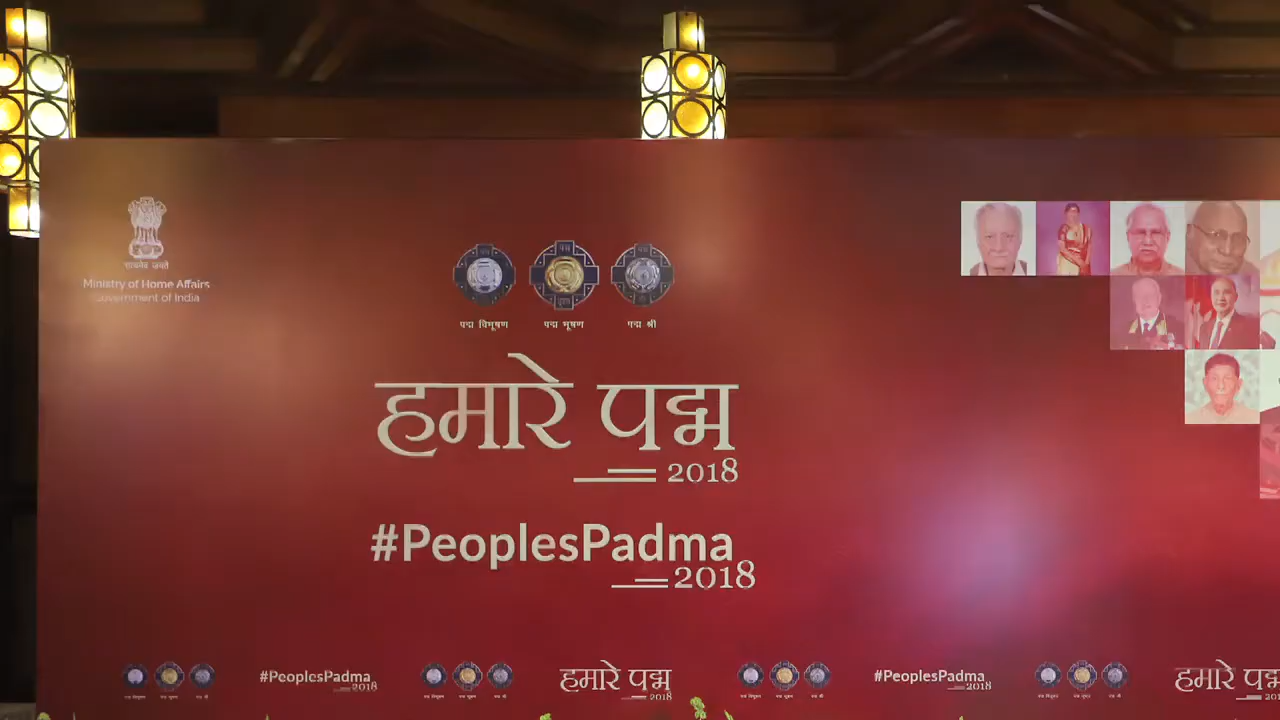 सत्यमेव जयते
Ministry of Home Affairs
Government of India
पद्म विभूषण पद्म भूषण पद्म श्री
हमारे पद्म
2018
#PeoplesPadma
2018
#PeoplesPadma 2018 हमारे पद्म 2018 #PeoplesPadma 2018 हमारे पद्म